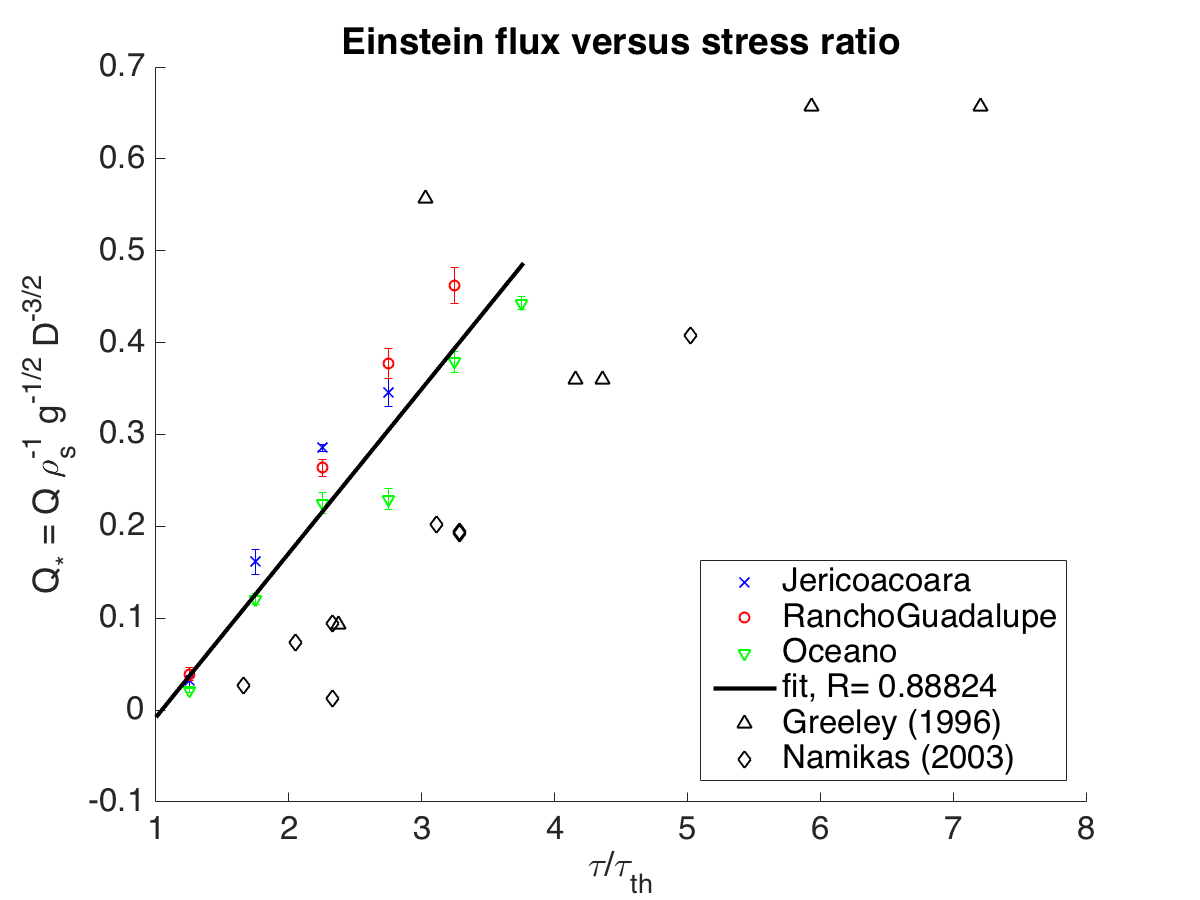 Einstein flux versus stress ratio
0.7
0.6
0.5
0.4
0.3
0.2
0.1
0
-0.1
Q* = Q ρs-1 g-1/2 D-3/2
1 2 3 4 5 6 7 8
τ/τth
Jericoacoara
RanchoGuadalupe
Oceano
fit, R= 0.88824
Greeley (1996)
Namikas (2003)